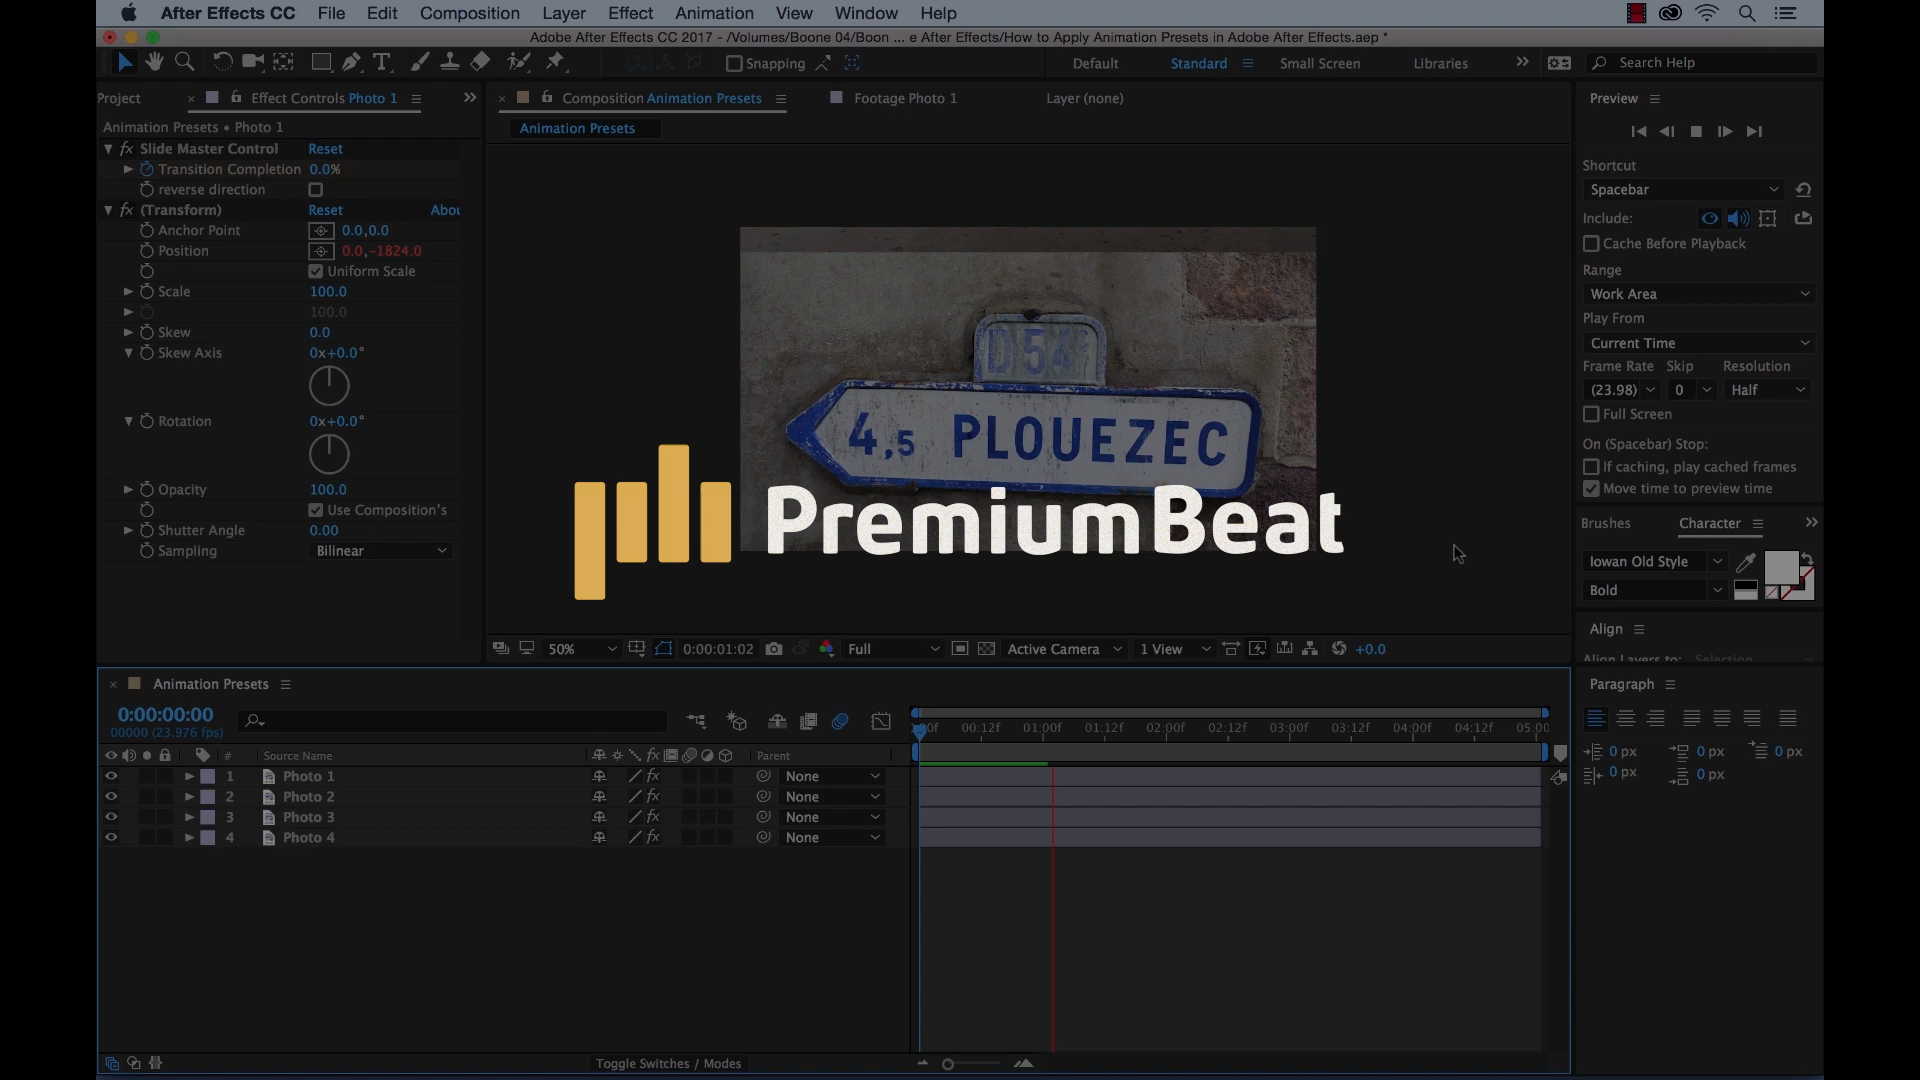 After Effects CC File Edit Composition Layer Effect Animation View Window Help
Adobe After Effects CC 2017 - /Volumes/Boone 04/Boon ... e After Effects/How to Apply Animation Presets in Adobe After Effects.aep *
Snapping
Default Standard Small Screen Libraries Search Help
Project Effect Controls Photo 1
Animation Presets • Photo 1
fx Slide Master Control Reset
Transition Completion 0.0%
reverse direction
fx (Transform) Reset Abou
Anchor Point 0.0,0.0
Position 0.0,-1824.0
Uniform Scale
Scale 100.0
100.0
Skew 0.0
Skew Axis 0x+0.0°
Rotation 0x+0.0°
Opacity 100.0
Use Composition's
Shutter Angle 0.00
Sampling Bilinear
Composition Animation Presets Footage Photo 1 Layer (none)
Animation Presets
D54
4,5 PLOUEZEC
PremiumBeat
50% 0:00:01:02 Full Active Camera 1 View +0.0
Preview
Shortcut
Spacebar
Include:
Cache Before Playback
Range
Work Area
Play From
Current Time
Frame Rate Skip Resolution
(23.98) 0 Half
Full Screen
On (Spacebar) Stop:
If caching, play cached frames
Move time to preview time
Brushes Character
Iowan Old Style
Bold
Align
Align Layers to: Selection
Paragraph
0 px 0 px 0 px
0 px 0 px
Animation Presets
0:00:00:00
00000 (23.976 fps)
:00f 00:12f 01:00f 01:12f 02:00f 02:12f 03:00f 03:12f 04:00f 04:12f 05:00f
# Source Name fx Parent
1 Photo 1 fx None
2 Photo 2 fx None
3 Photo 3 fx None
4 Photo 4 fx None
Toggle Switches / Modes